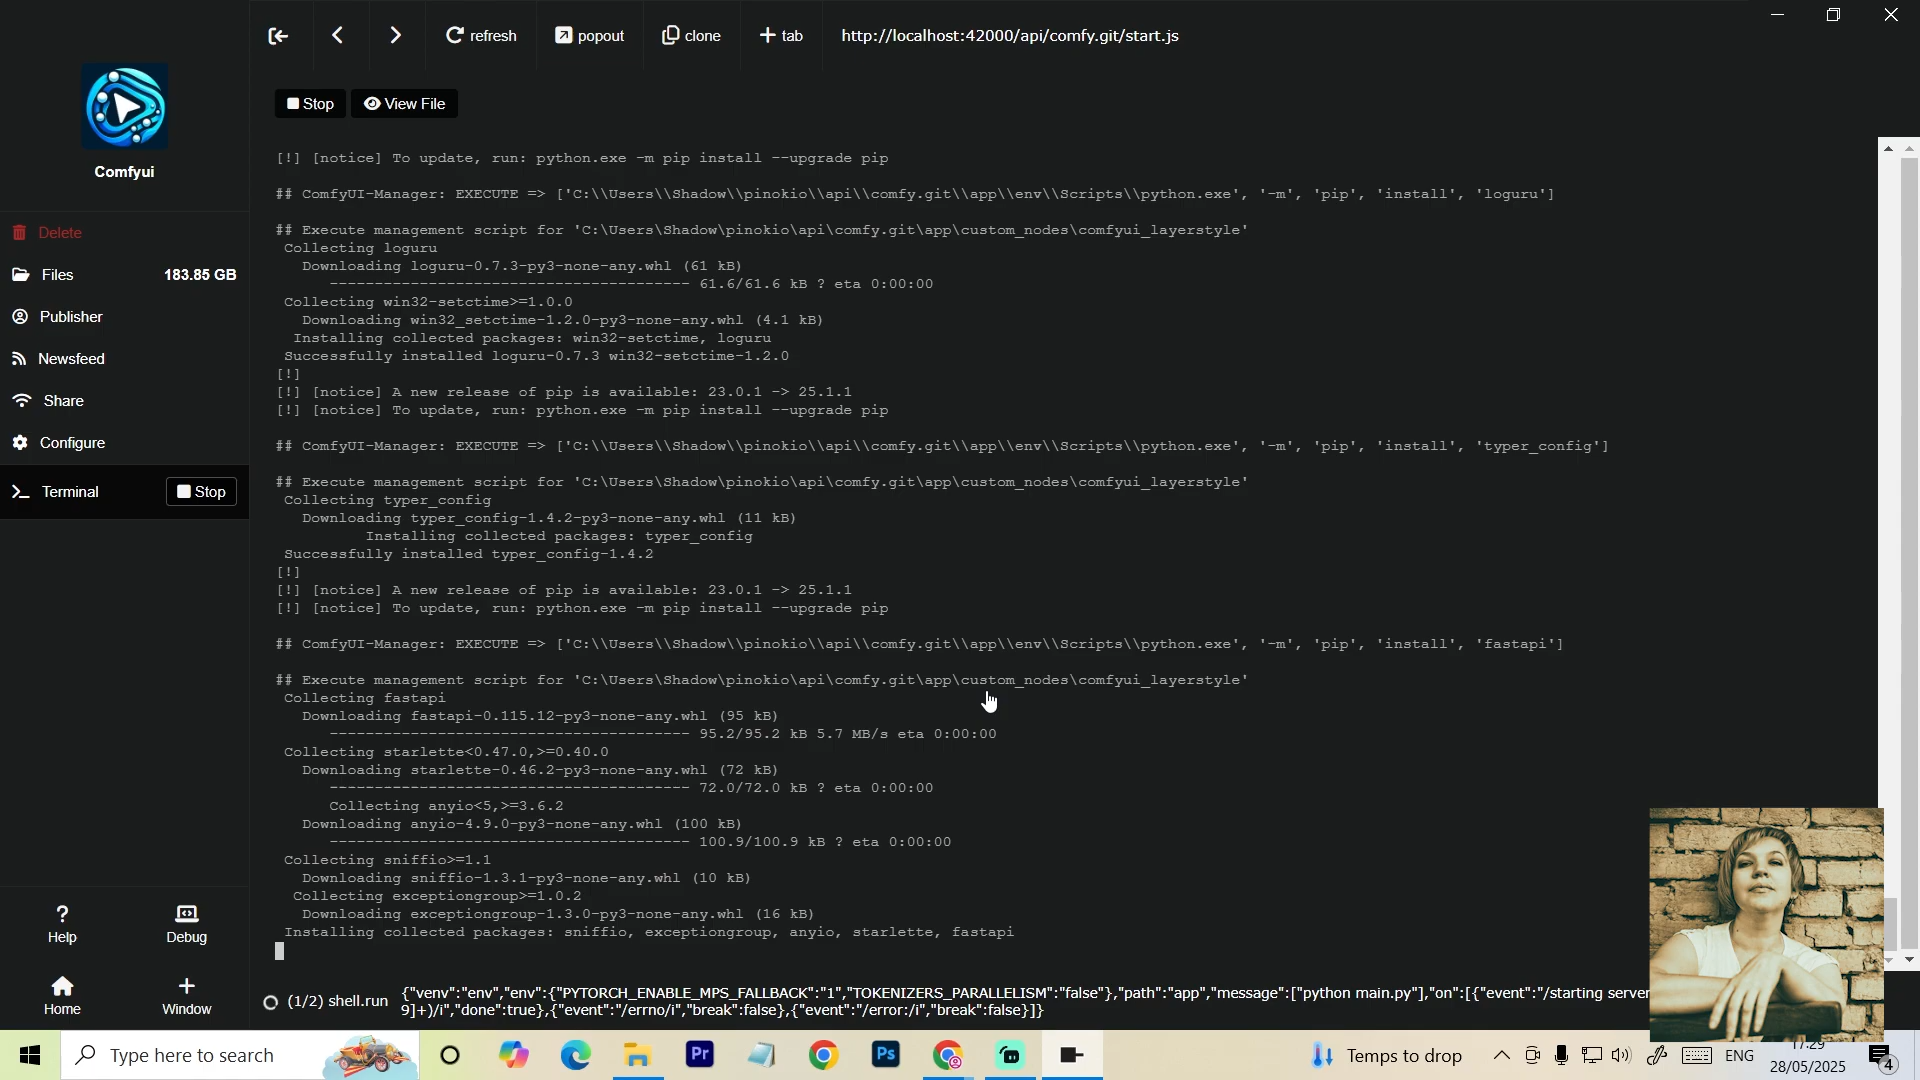 refresh
popout
clone
tab
http://localhost:42000/api/comfy.git/start.js
Comfyui
Delete
Files 183.85 GB
Publisher
Newsfeed
Share
Configure
Terminal Stop
Help
Debug
Home
Window
Stop
View File
[!] [notice] To update, run: python.exe -m pip install --upgrade pip
## ComfyUI-Manager: EXECUTE => ['C:\\Users\\Shadow\\pinokio\\api\\comfy.git\\app\\env\\Scripts\\python.exe', '-m', 'pip', 'install', 'loguru']
## Execute management script for 'C:\Users\Shadow\pinokio\api\comfy.git\app\custom_nodes\comfyui_layerstyle'
Collecting loguru
Downloading loguru-0.7.3-py3-none-any.whl (61 kB)
---------------------------------------- 61.6/61.6 kB ? eta 0:00:00
Collecting win32-setctime>=1.0.0
Downloading win32_setctime-1.2.0-py3-none-any.whl (4.1 kB)
Installing collected packages: win32-setctime, loguru
Successfully installed loguru-0.7.3 win32-setctime-1.2.0
[!]
[!] [notice] A new release of pip is available: 23.0.1 -> 25.1.1
[!] [notice] To update, run: python.exe -m pip install --upgrade pip
## ComfyUI-Manager: EXECUTE => ['C:\\Users\\Shadow\\pinokio\\api\\comfy.git\\app\\env\\Scripts\\python.exe', '-m', 'pip', 'install', 'typer_config']
## Execute management script for 'C:\Users\Shadow\pinokio\api\comfy.git\app\custom_nodes\comfyui_layerstyle'
Collecting typer_config
Downloading typer_config-1.4.2-py3-none-any.whl (11 kB)
Installing collected packages: typer_config
Successfully installed typer_config-1.4.2
[!]
[!] [notice] A new release of pip is available: 23.0.1 -> 25.1.1
[!] [notice] To update, run: python.exe -m pip install --upgrade pip
## ComfyUI-Manager: EXECUTE => ['C:\\Users\\Shadow\\pinokio\\api\\comfy.git\\app\\env\\Scripts\\python.exe', '-m', 'pip', 'install', 'fastapi']
## Execute management script for 'C:\Users\Shadow\pinokio\api\comfy.git\app\custom_nodes\comfyui_layerstyle'
Collecting fastapi
Downloading fastapi-0.115.12-py3-none-any.whl (95 kB)
---------------------------------------- 95.2/95.2 kB 5.7 MB/s eta 0:00:00
Collecting starlette<0.47.0,>=0.40.0
Downloading starlette-0.46.2-py3-none-any.whl (72 kB)
---------------------------------------- 72.0/72.0 kB ? eta 0:00:00
Collecting anyio<5,>=3.6.2
Downloading anyio-4.9.0-py3-none-any.whl (100 kB)
---------------------------------------- 100.9/100.9 kB ? eta 0:00:00
Collecting sniffio>=1.1
Downloading sniffio-1.3.1-py3-none-any.whl (10 kB)
Collecting exceptiongroup>=1.0.2
Downloading exceptiongroup-1.3.0-py3-none-any.whl (16 kB)
Installing collected packages: sniffio, exceptiongroup, anyio, starlette, fastapi
(1/2) shell.run
{"venv":"env","env":{"PYTORCH_ENABLE_MPS_FALLBACK":"1","TOKENIZERS_PARALLELISM":"false"},"path":"app","message":["python main.py"],"on":[{"event":"/starting server
9]+)/i","done":true},{"event":"/errno/i","break":false},{"event":"/error:/i","break":false}]}
Type here to search
Pr
Ps
Temps to drop
ENG
17:29
28/05/2025
4